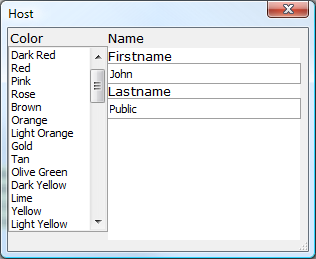 Host
Color
Dark Red
Red
Pink
Rose
Brown
Orange
Light Orange
Gold
Tan
Olive Green
Dark Yellow
Lime
Yellow
Light Yellow
Name
Firstname
John
Lastname
Public